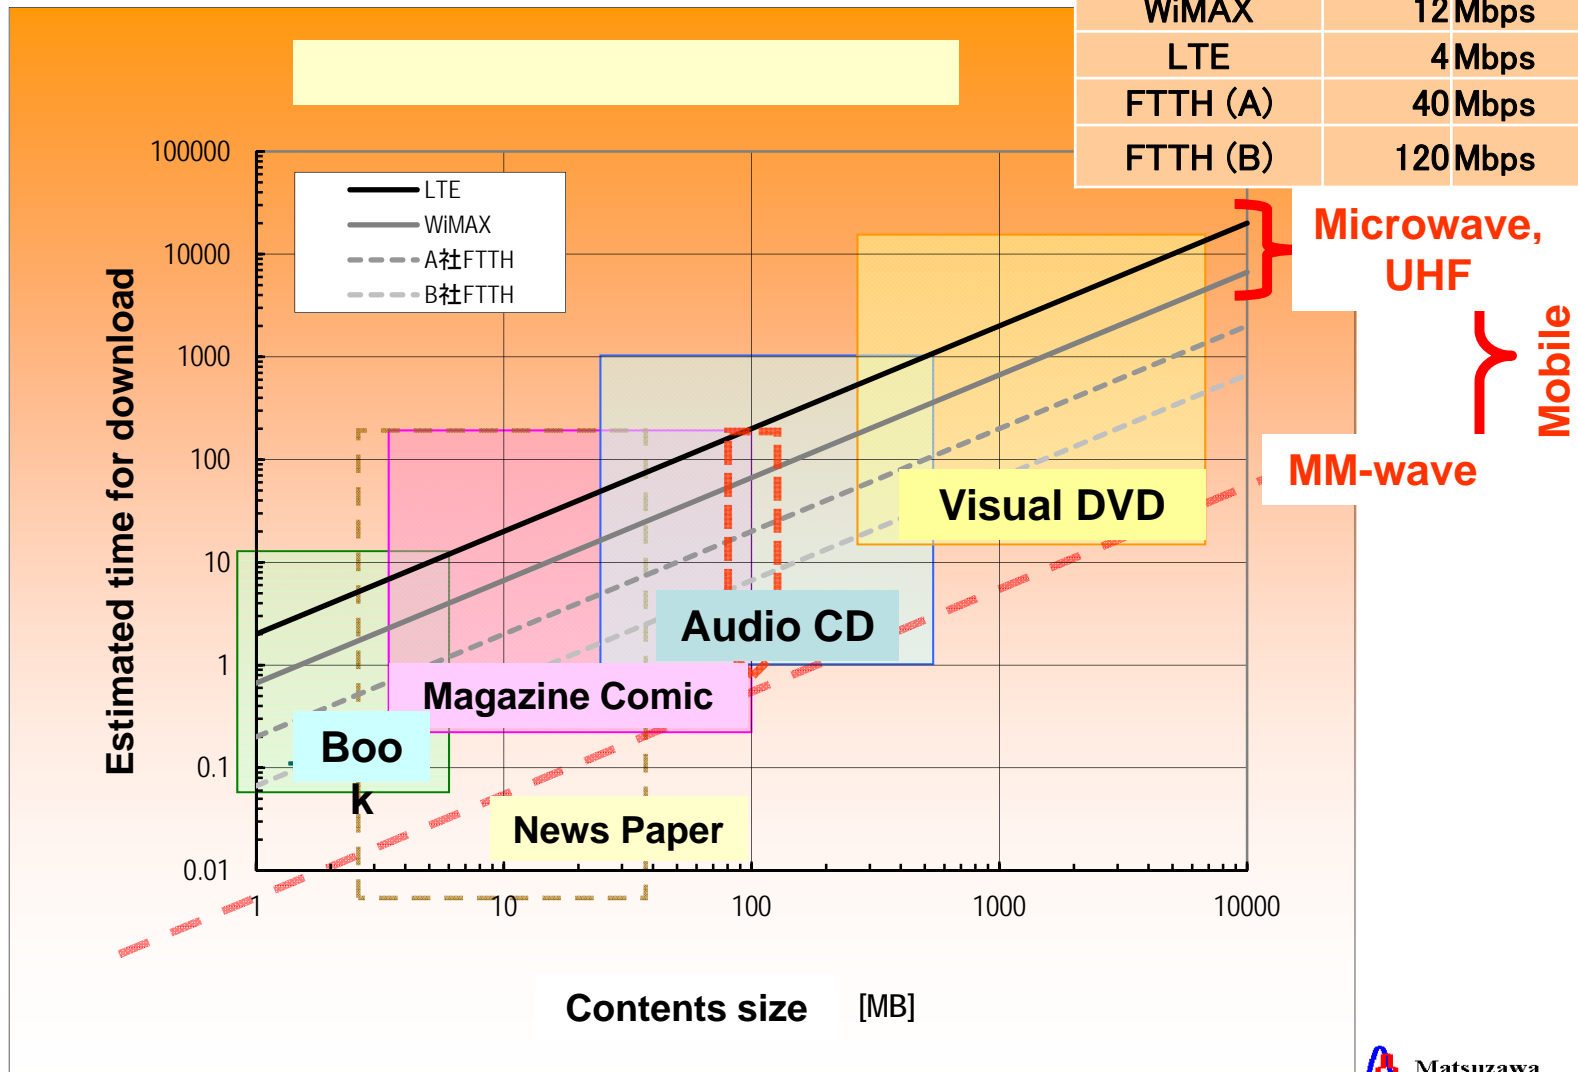 WiMAX 12 Mbps
LTE 4 Mbps
FTTH (A) 40 Mbps
FTTH (B) 120 Mbps
100000
10000
1000
100
10
1
0.1
0.01
LTE
WiMAX
A社FTTH
B社FTTH
Microwave,
UHF
Mobile
MM-wave
Estimated time for download
Visual DVD
Audio CD
Magazine Comic
Boo
k
News Paper
1 10 100 1000 10000
Contents size [MB]
Matsuzawa